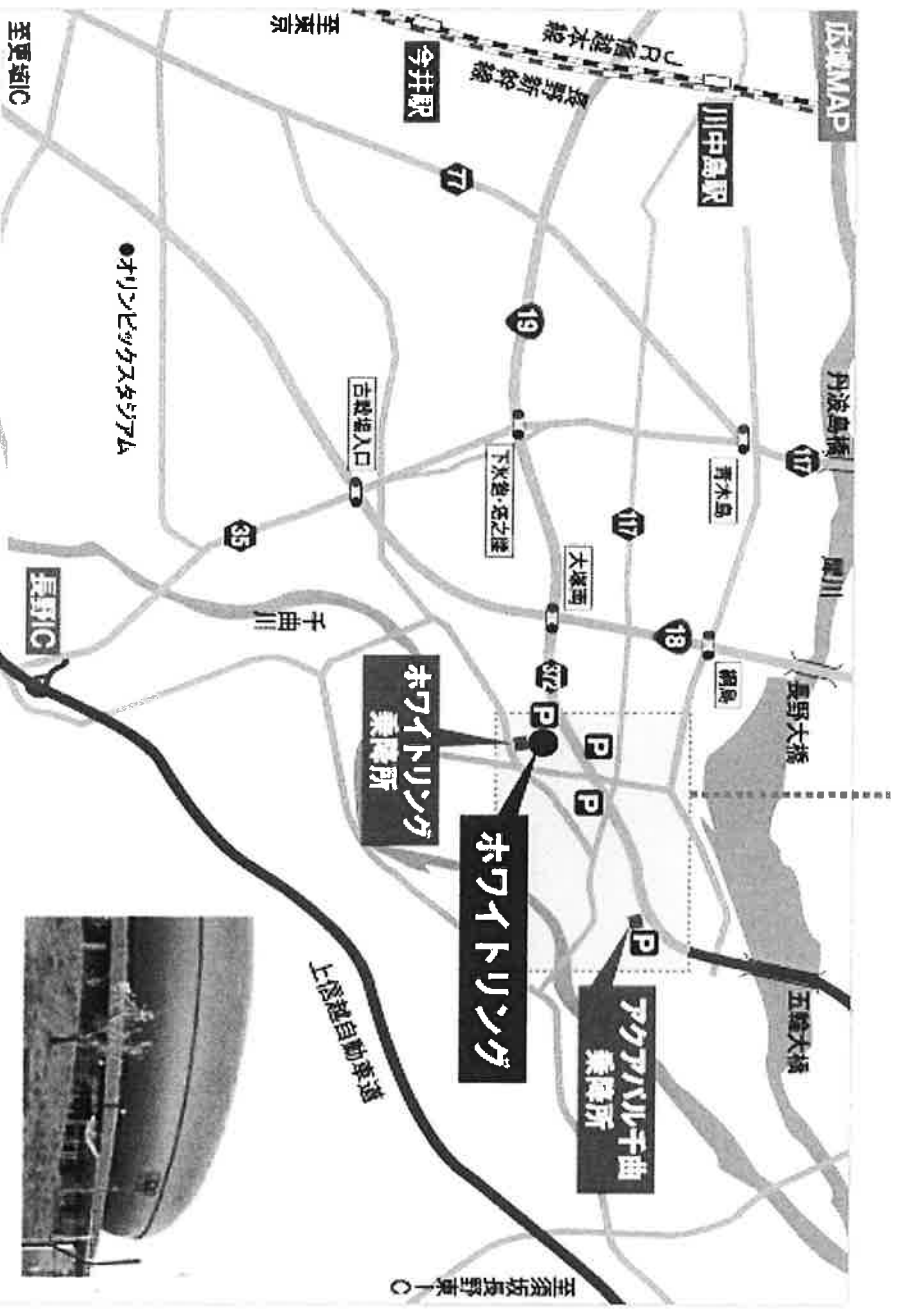 広域MAP
川中島駅
JR信越本線
長野新幹線
今井駅
至東京
至更埴IC
77
19
117
丹波島橋
青木島
犀川
117
下氷鉋・塔之腰
大塚南
古戦場入口
●オリンピックスタジアム
35
千曲川
長野IC
18
綱島
長野大橋
372
P
P
P
P
ホワイトリング
乗降所
ホワイトリング
アクアパル千曲
乗降所
五輪大橋
上信越自動車道
至須坂長野東IC